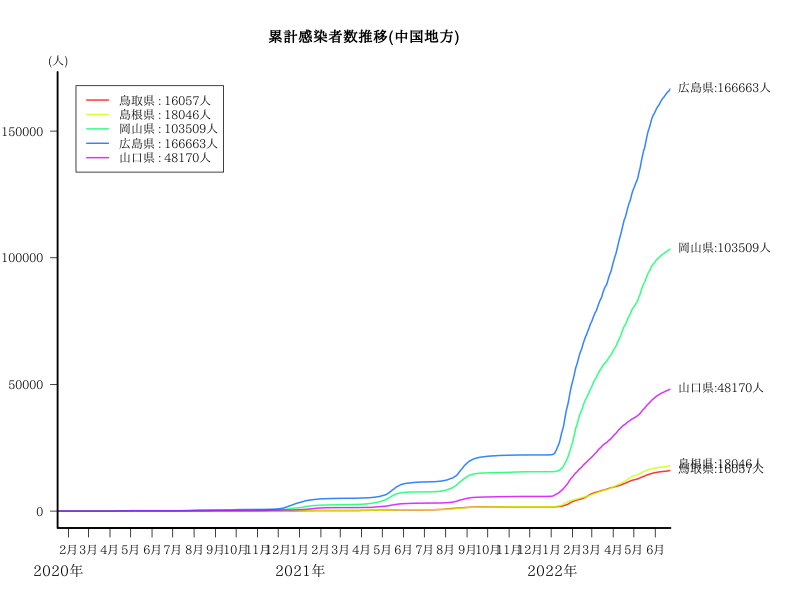 累計感染者数推移(中国地方)
(人)
鳥取県 : 16057人
島根県 : 18046人
岡山県 : 103509人
広島県 : 166663人
山口県 : 48170人
150000
100000
50000
0
広島県:166663人
岡山県:103509人
山口県:48170人
島根県:18046人
鳥取県:16057人
2月 3月 4月 5月 6月 7月 8月 9月 10月 11月 12月 1月 2月 3月 4月 5月 6月 7月 8月 9月 10月 11月 12月 1月 2月 3月 4月 5月 6月
2020年 2021年 2022年